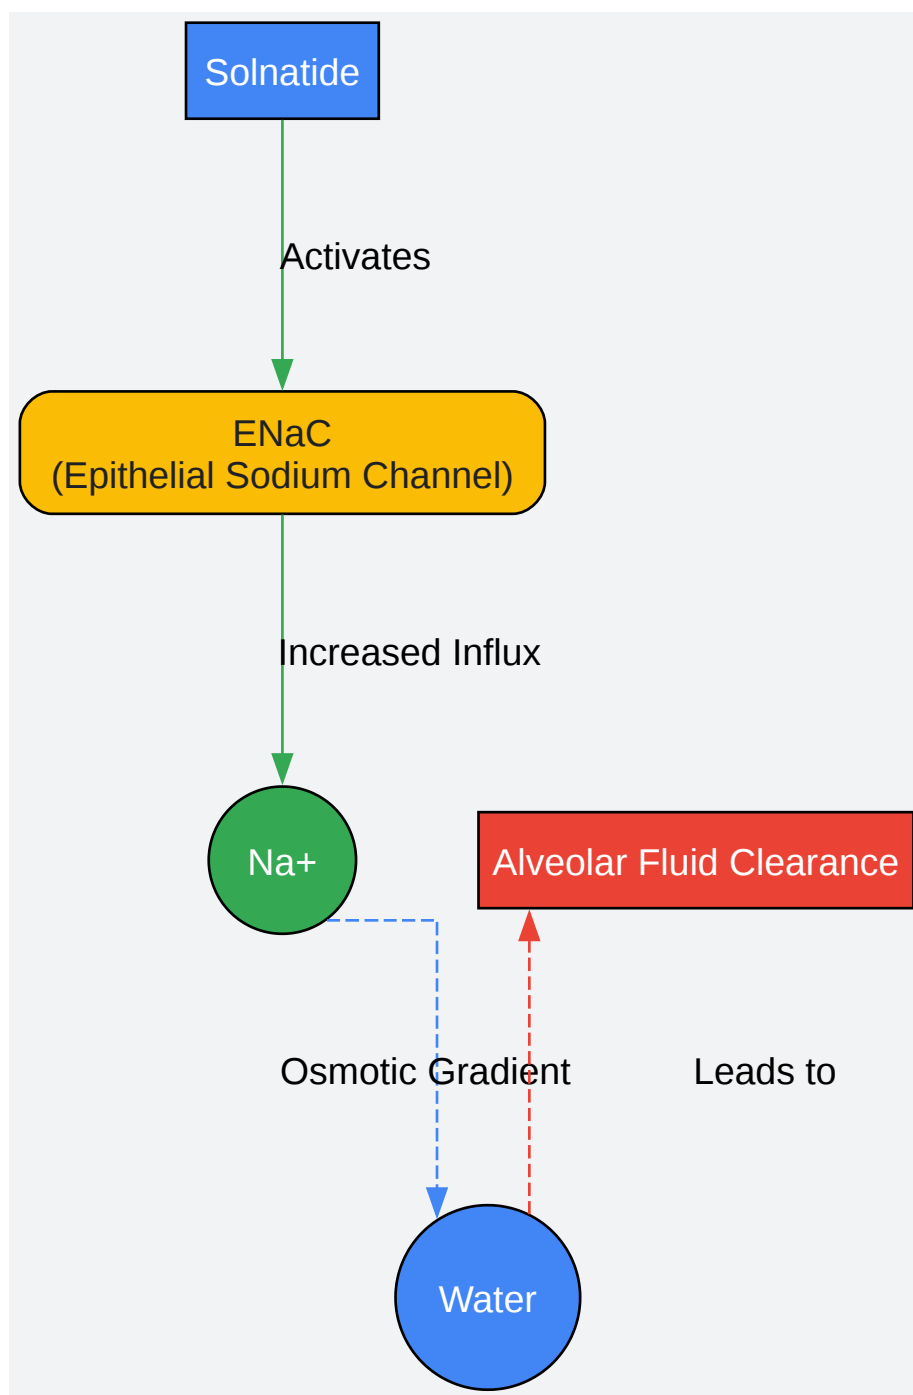 Solnatide
Activates
ENaC
(Epithelial Sodium Channel)
Increased Influx
Na+
Alveolar Fluid Clearance
Osmotic Gradient
Leads to
Water